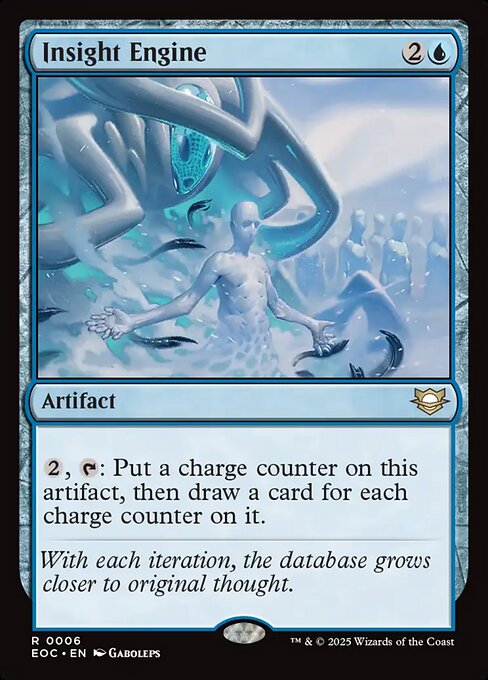 Insight Engine 2
Artifact
2, : Put a charge counter on this
artifact, then draw a card for each
charge counter on it.
With each iteration, the database grows
closer to original thought.
R 0006
EOC • EN Gaboleps
™ & © 2025 Wizards of the Coast